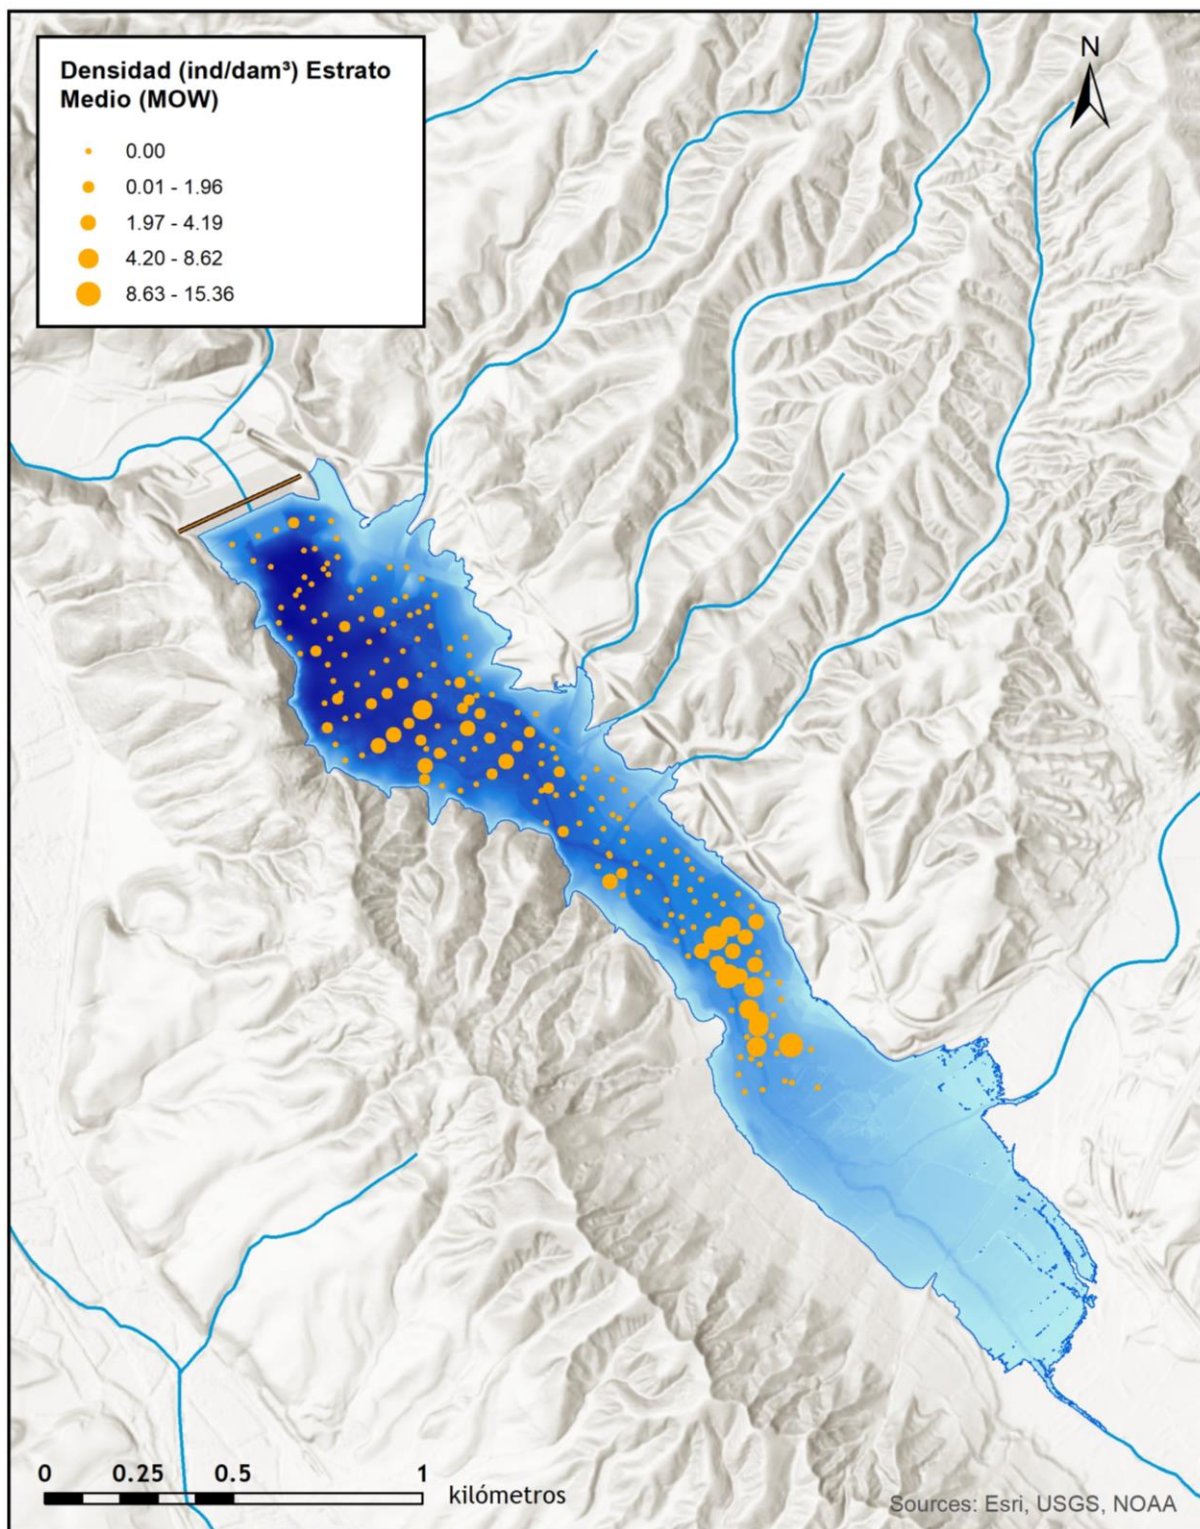 Densidad (ind/dam³) Estrato
Medio (MOW)
0.00
0.01 - 1.96
1.97 - 4.19
4.20 - 8.62
8.63 - 15.36
N
0 0.25 0.5 1
kilómetros
Sources: Esri, USGS, NOAA